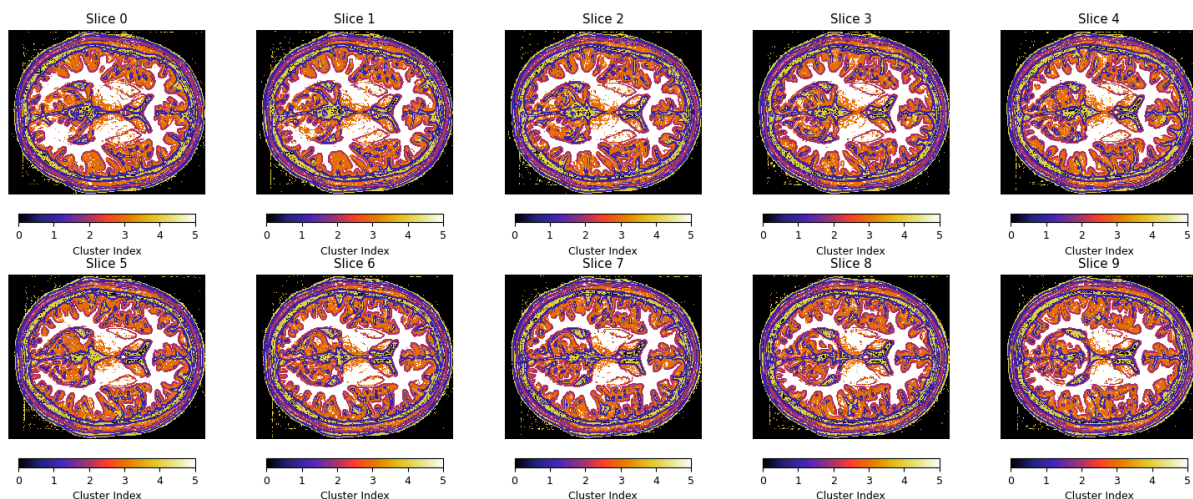 Slice 0 Slice 1 Slice 2 Slice 3 Slice 4
0 1 2 3 4 5 0 1 2 3 4 5 0 1 2 3 4 5 0 1 2 3 4 5 0 1 2 3 4 5
Cluster Index Cluster Index Cluster Index Cluster Index Cluster Index
Slice 5 Slice 6 Slice 7 Slice 8 Slice 9
0 1 2 3 4 5 0 1 2 3 4 5 0 1 2 3 4 5 0 1 2 3 4 5 0 1 2 3 4 5
Cluster Index Cluster Index Cluster Index Cluster Index Cluster Index